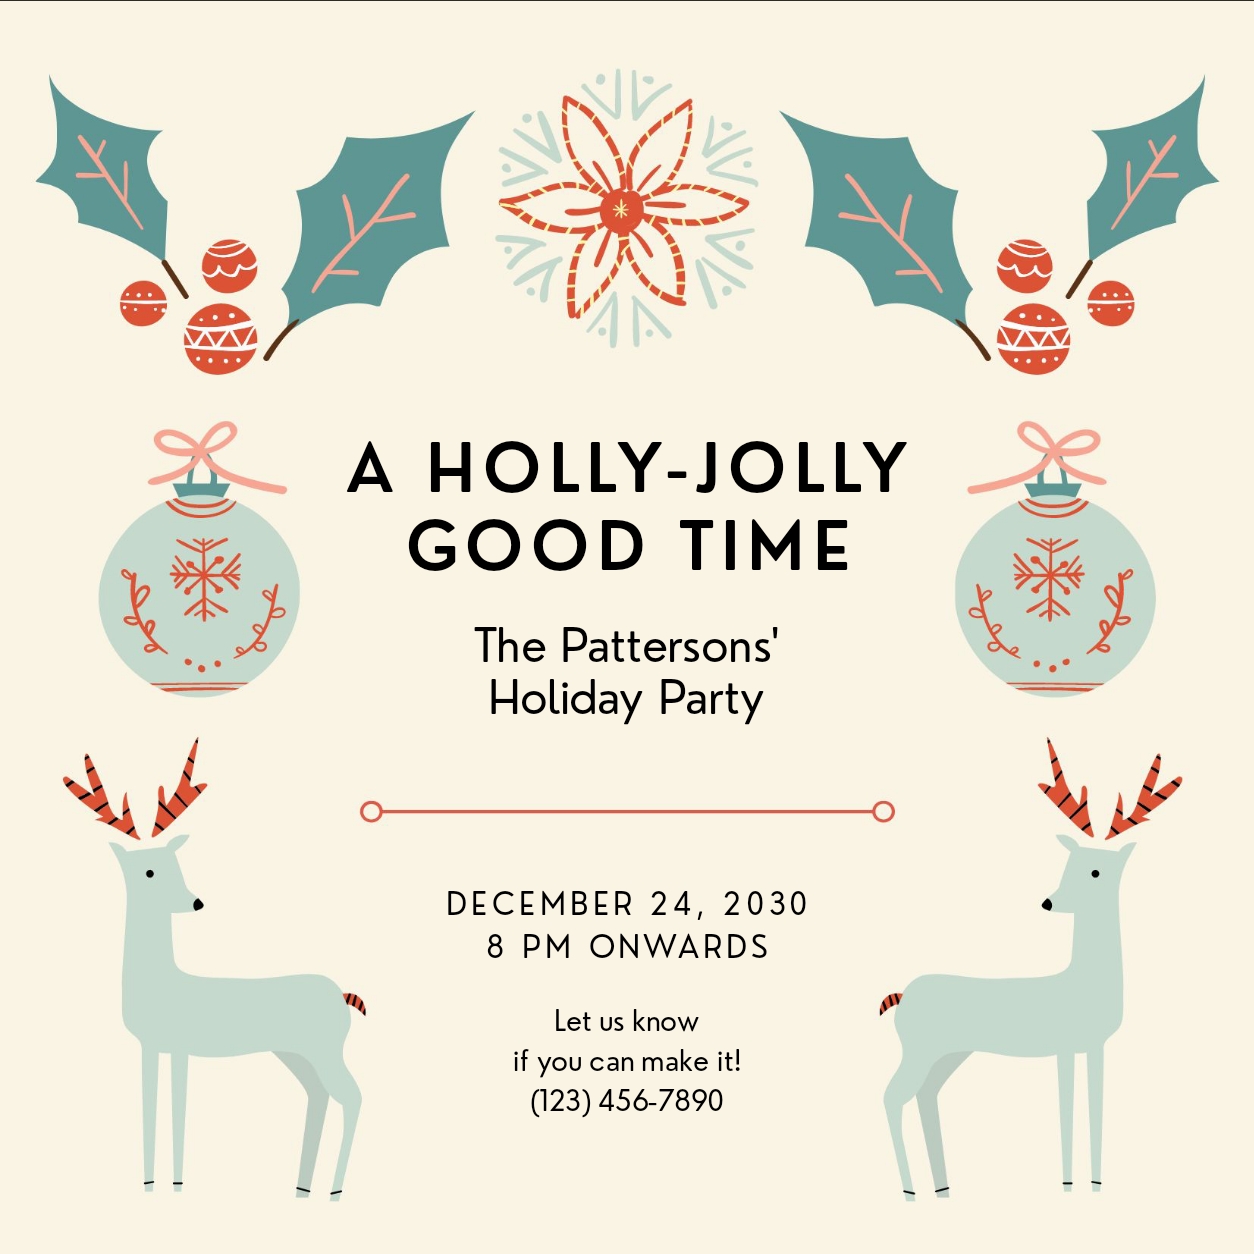 A HOLLY-JOLLY
GOOD TIME
The Pattersons'
Holiday Party
DECEMBER 24, 2030
8 PM ONWARDS
Let us know
if you can make it!
(123) 456-7890